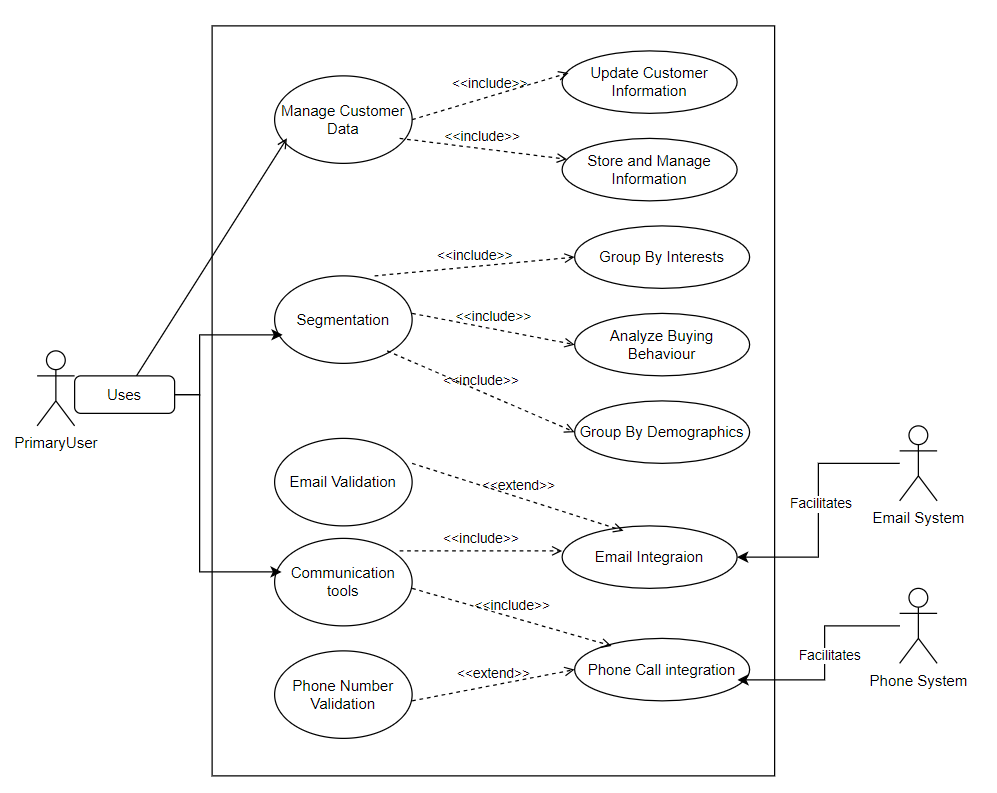 <<include>>
Update Customer
Information
Manage Customer
Data
<<include>>
Store and Manage
Information
<<include>>
Group By Interests
Segmentation
<<include>>
Analyze Buying
Behaviour
<<include>>
Uses
PrimaryUser
Group By Demographics
Email Validation
<<extend>>
Facilitates
Email System
<<include>>
Email Integraion
Communication
tools
<<include>>
Phone Number
Validation
<<extend>>
Phone Call integration
Facilitates
Phone System